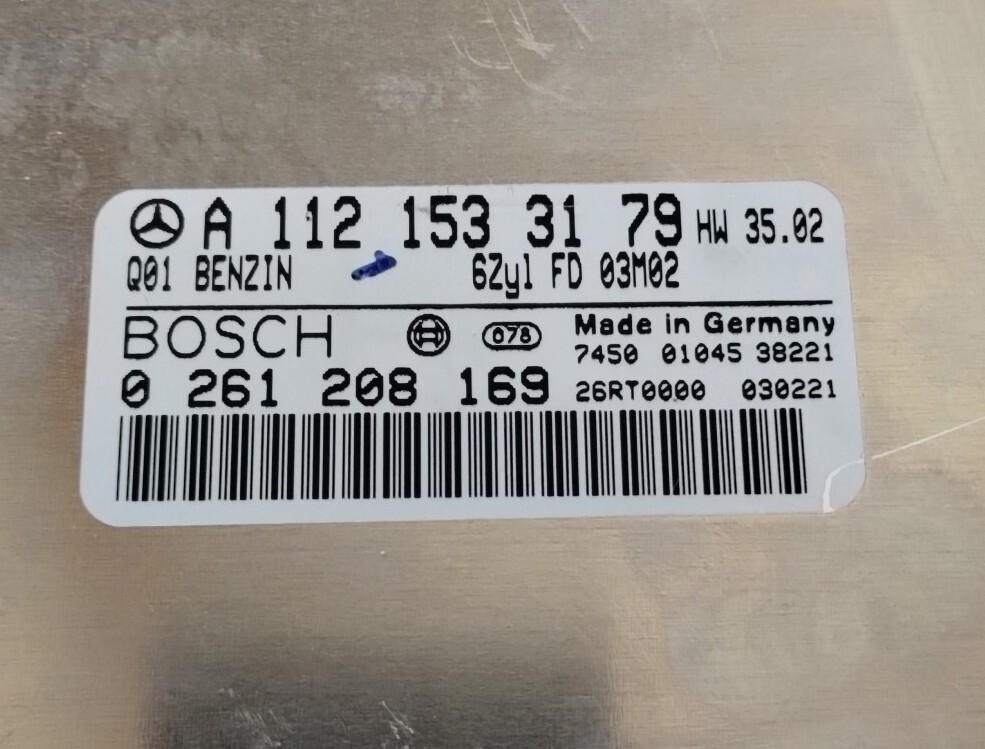 A 112 153 31 79 HW 35.02
Q01 BENZIN 6Zyl FD 03M02
BOSCH 078 Made in Germany
7450 01045 38221
0 261 208 169 26RT0000 030221